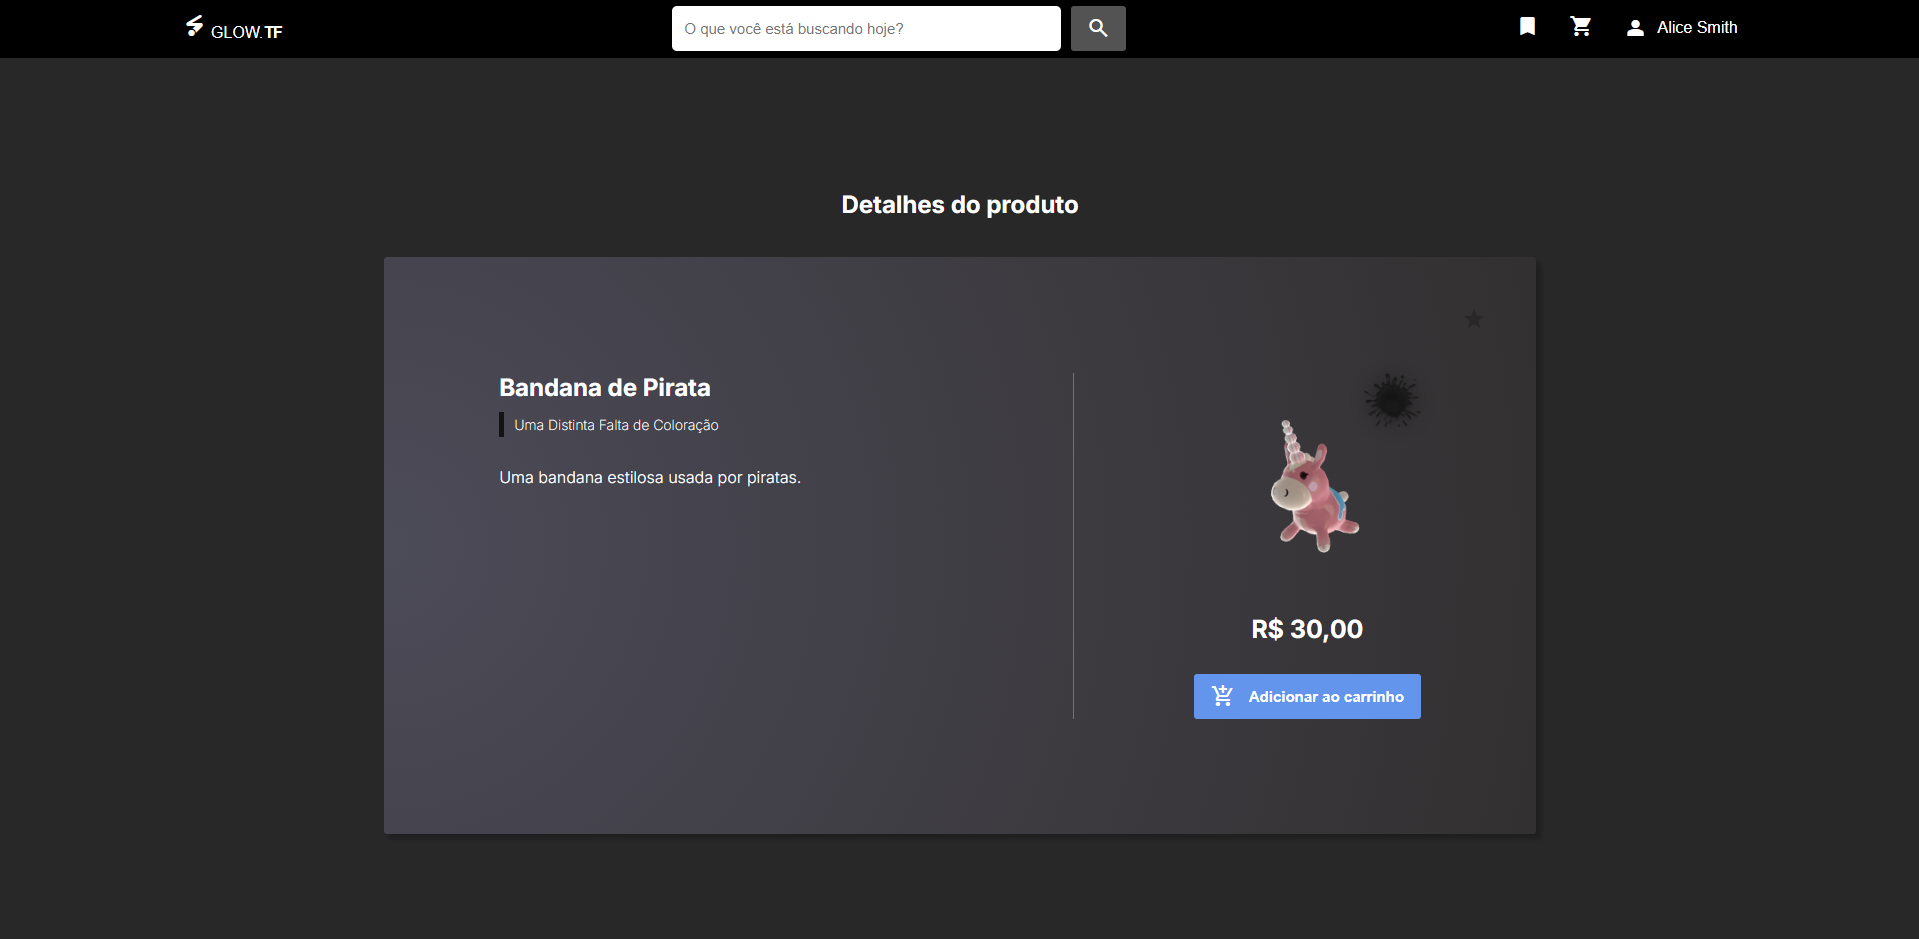 GLOW.TF
O que você está buscando hoje?
Alice Smith
Detalhes do produto
Bandana de Pirata
Uma Distinta Falta de Coloração
Uma bandana estilosa usada por piratas.
R$ 30,00
Adicionar ao carrinho